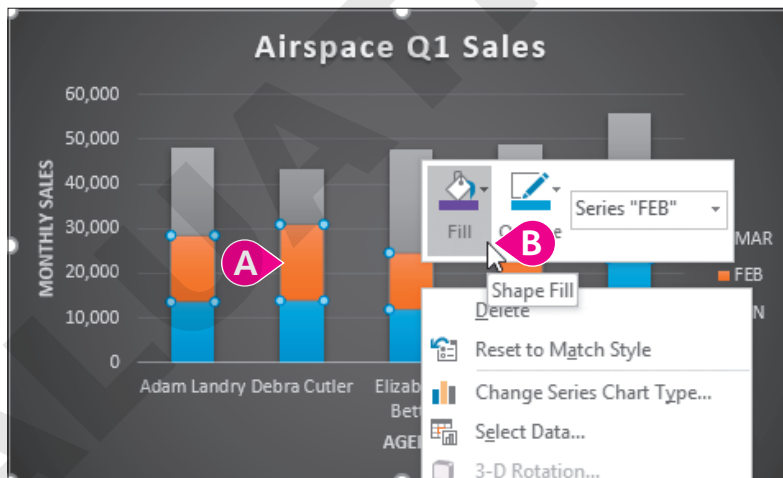 Airspace Q1 Sales
60,000
50,000
40,000
30,000
20,000
10,000
0
MONTHLY SALES
Adam Landry
Debra Cutler
Fill
Series "FEB"
A
B
Shape Fill
MAR
FEB
Delete
Reset to Match Style
Change Series Chart Type...
Select Data...
3-D Rotation...